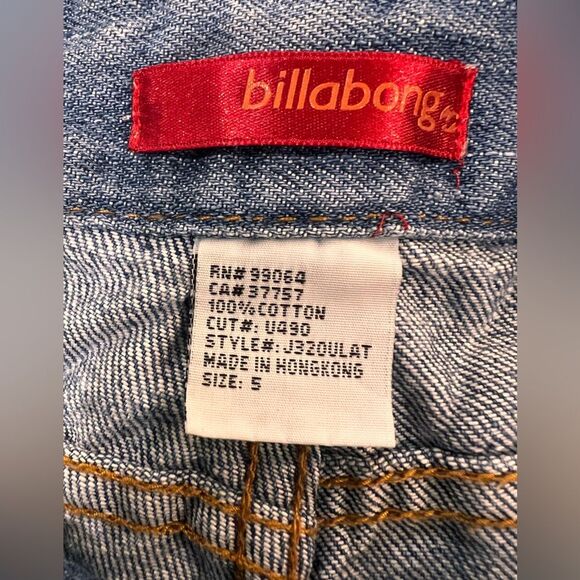 billabong
RN# 99064
CA# 37757
100% COTTON
CUT#: U490
STYLE#: J320ULAT
MADE IN HONGKONG
SIZE: 5